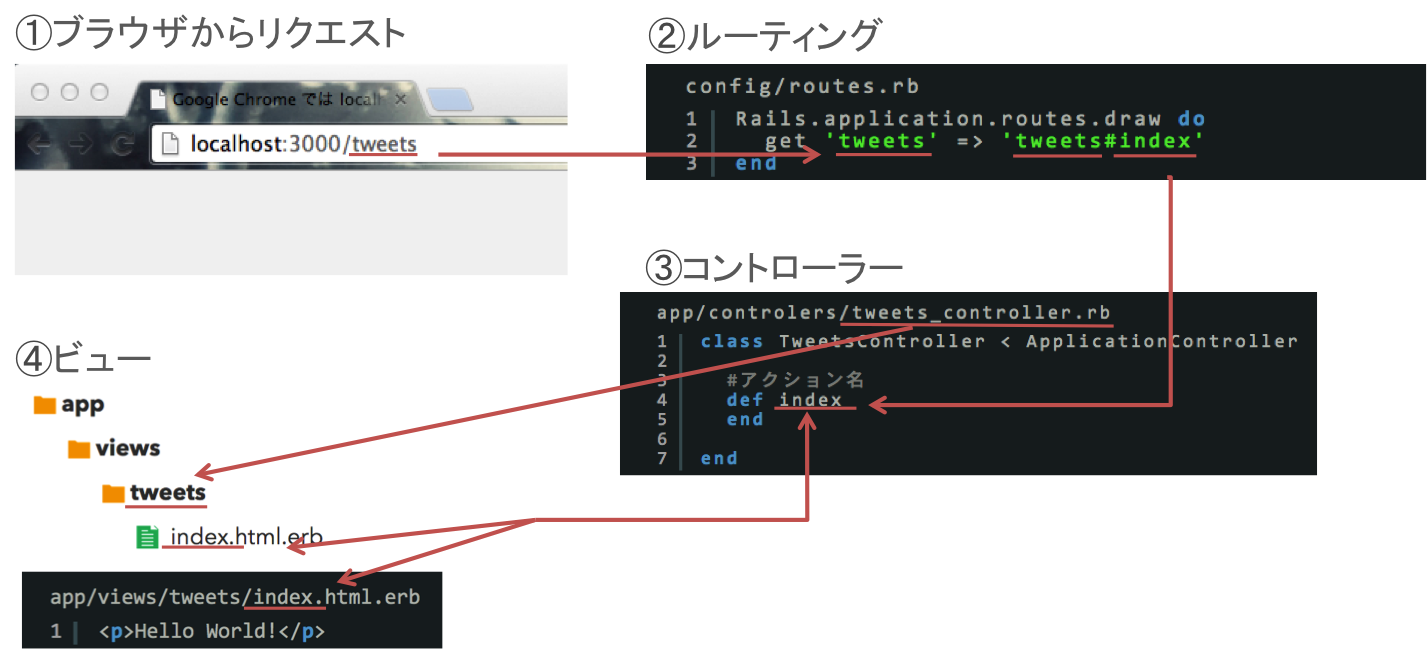 ①ブラウザからリクエスト
Google Chrome では local
localhost:3000/tweets
②ルーティング
config/routes.rb
1 Rails.application.routes.draw do
2 get 'tweets' => 'tweets#index'
3 end
③コントローラー
app/controlers/tweets_controller.rb
1 class TweetsController < ApplicationController
2
3 #アクション名
4 def index
5 end
6
7 end
④ビュー
app
views
tweets
index.html.erb
app/views/tweets/index.html.erb
1 <p>Hello World!</p>